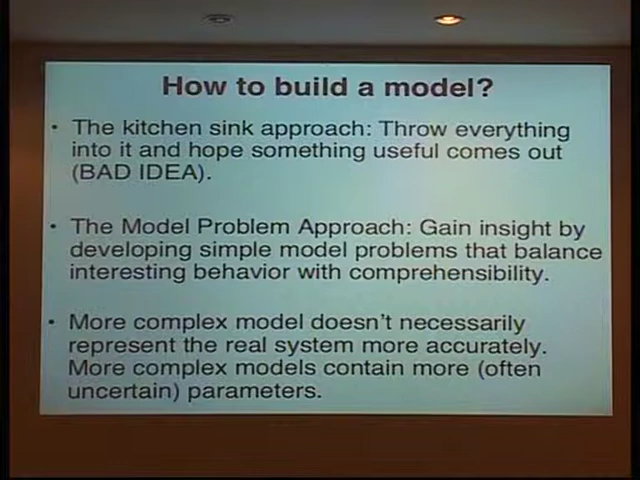 How to build a model?
• The kitchen sink approach: Throw everything
into it and hope something useful comes out
(BAD IDEA).
• The Model Problem Approach: Gain insight by
developing simple model problems that balance
interesting behavior with comprehensibility.
• More complex model doesn't necessarily
represent the real system more accurately.
More complex models contain more (often
uncertain) parameters.